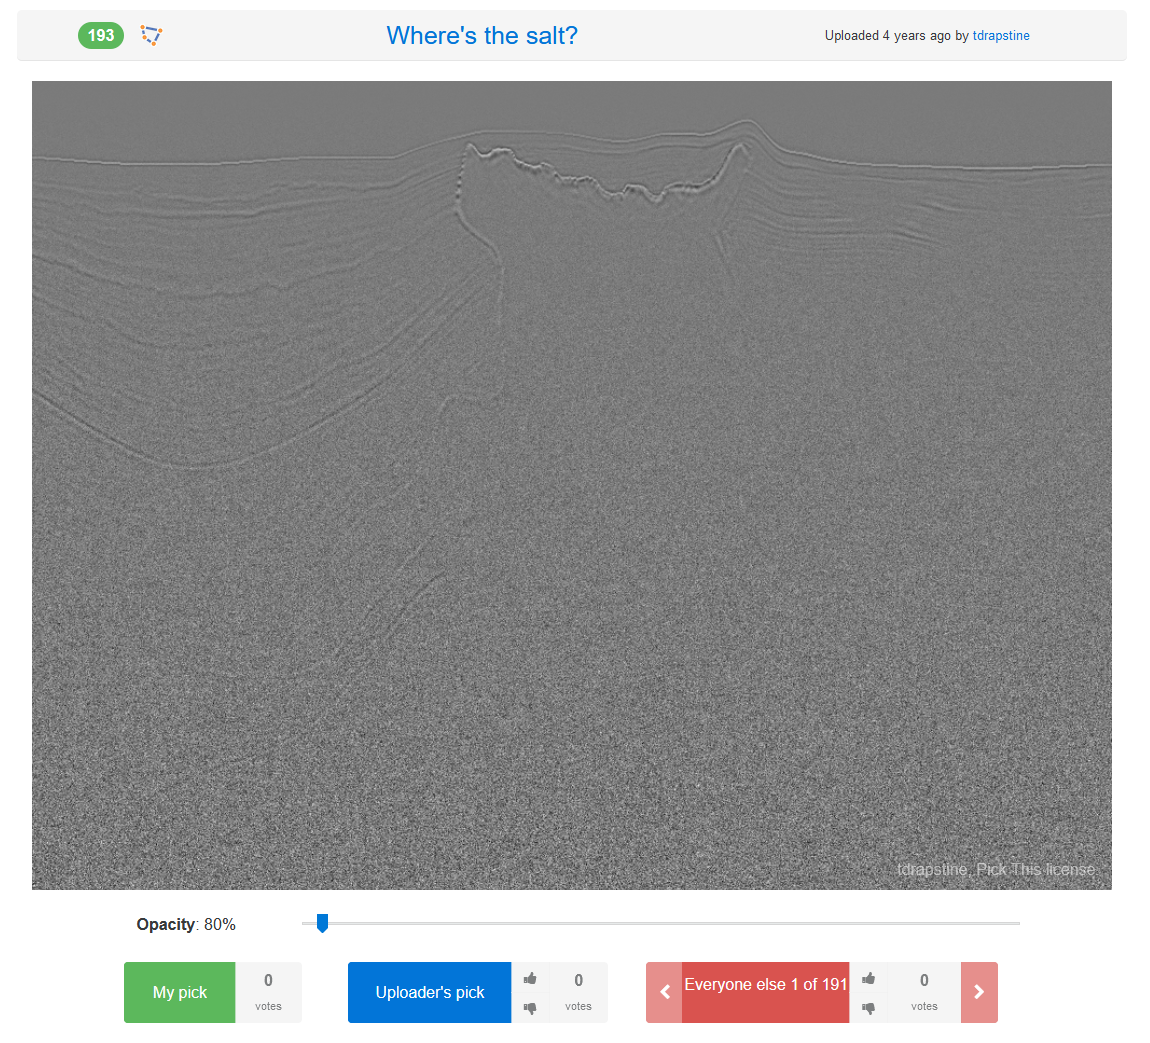 193
Where's the salt?
Uploaded 4 years ago by tdrapstine
tdrapstine, Pick This license.
Opacity: 80%
My pick
0
votes
Uploader's pick
0
votes
Everyone else 1 of 191
0
votes